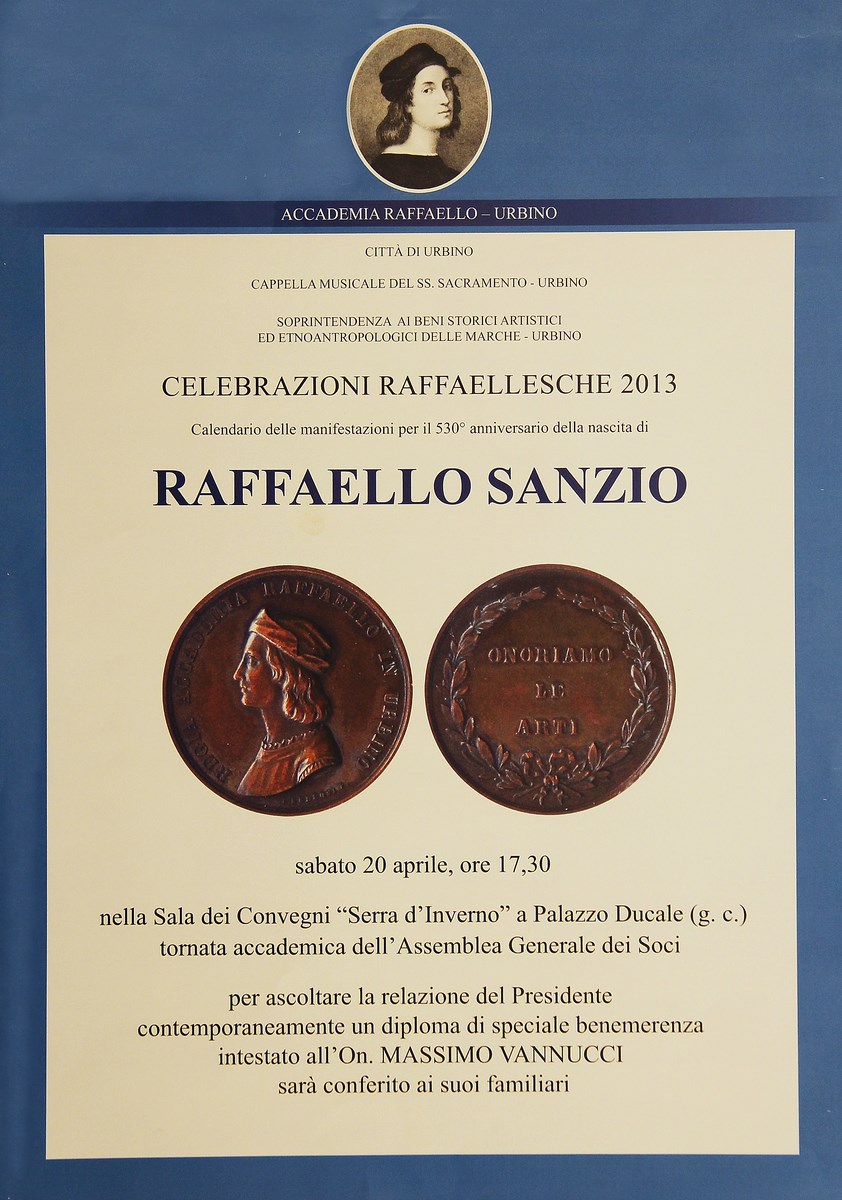 ACCADEMIA RAFFAELLO – URBINO
CITTÀ DI URBINO
CAPPELLA MUSICALE DEL SS. SACRAMENTO - URBINO
SOPRINTENDENZA AI BENI STORICI ARTISTICI
ED ETNOANTROPOLOGICI DELLE MARCHE - URBINO
CELEBRAZIONI RAFFAELLESCHE 2013
Calendario delle manifestazioni per il 530° anniversario della nascita di
RAFFAELLO SANZIO
REGIA ACCADEMIA RAFFAELLO IN URBINO
ONORIAMO
LE
ARTI
sabato 20 aprile, ore 17,30
nella Sala dei Convegni “Serra d’Inverno” a Palazzo Ducale (g. c.)
tornata accademica dell’Assemblea Generale dei Soci
per ascoltare la relazione del Presidente
contemporaneamente un diploma di speciale benemerenza
intestato all’On. MASSIMO VANNUCCI
sarà conferito ai suoi familiari